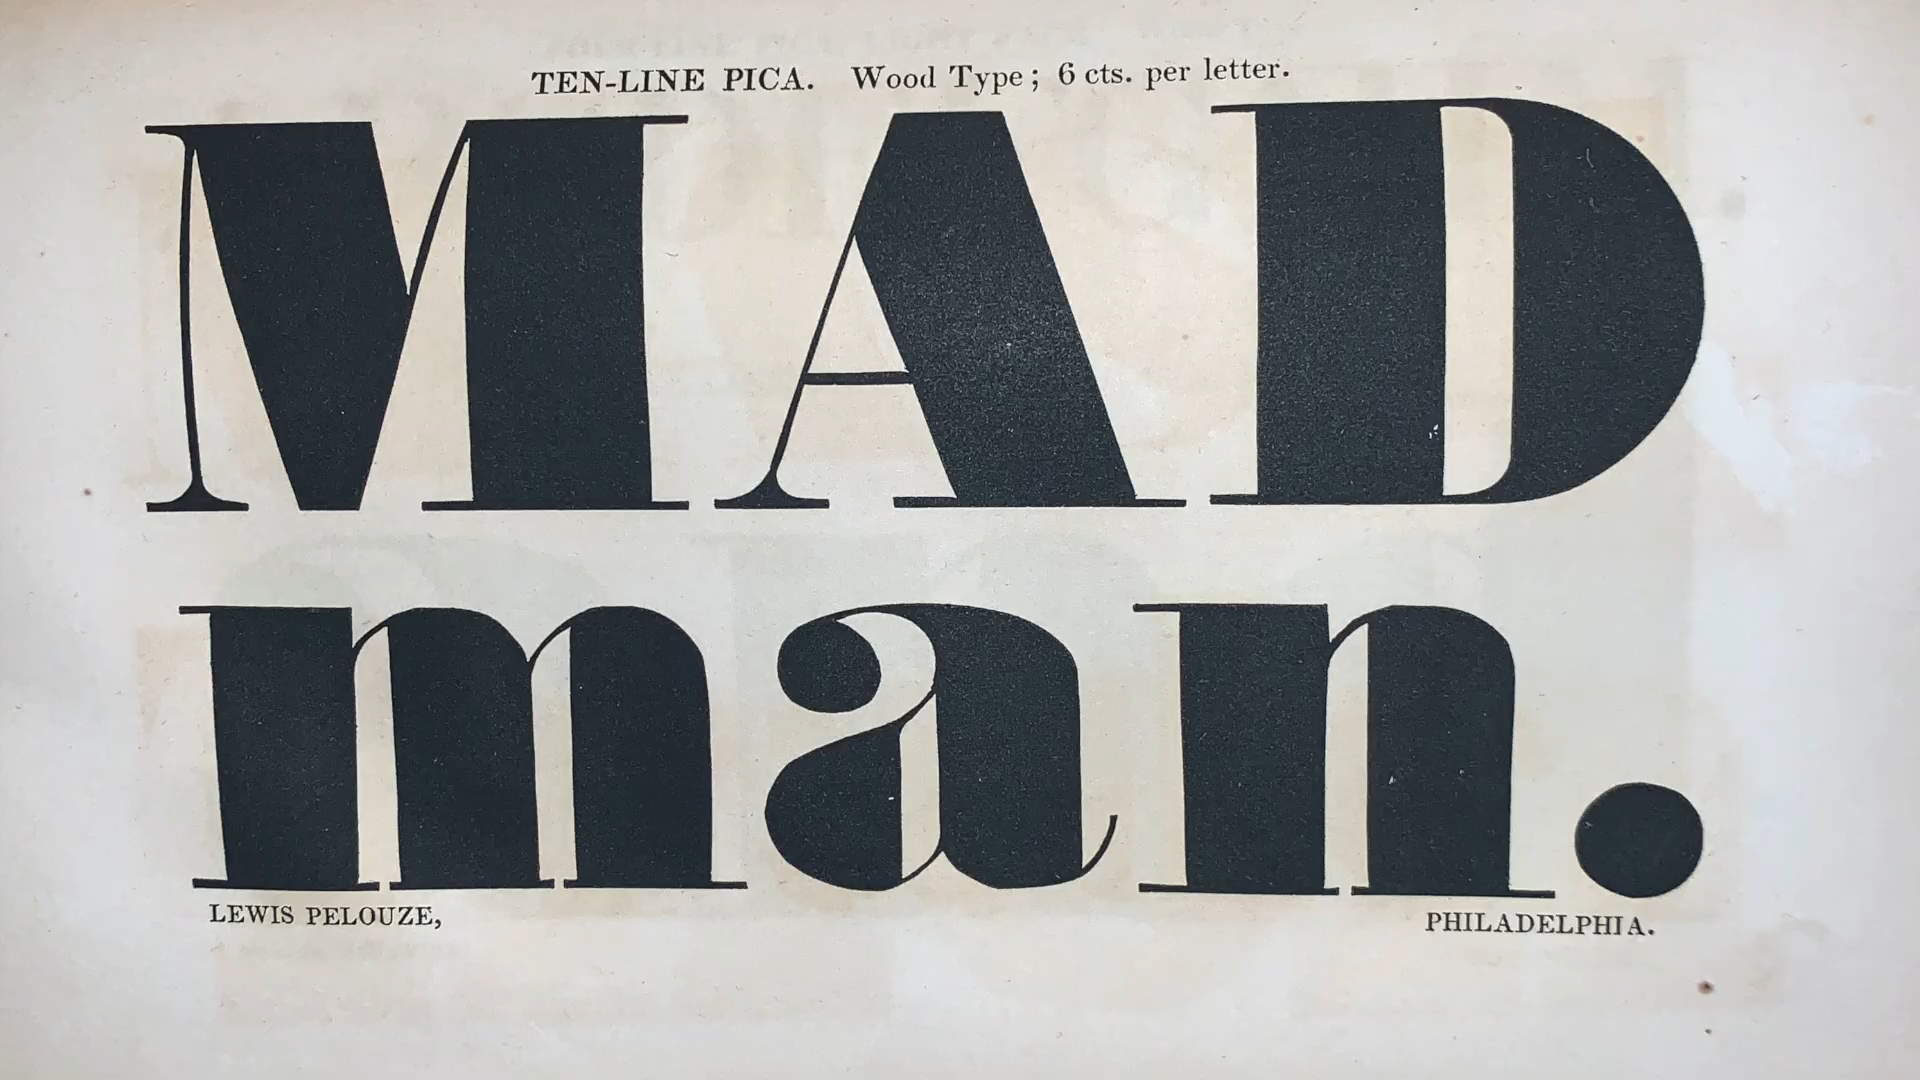 TEN-LINE PICA. Wood Type; 6 cts. per letter.
MAD
man.
LEWIS PELOUZE, PHILADELPHIA.